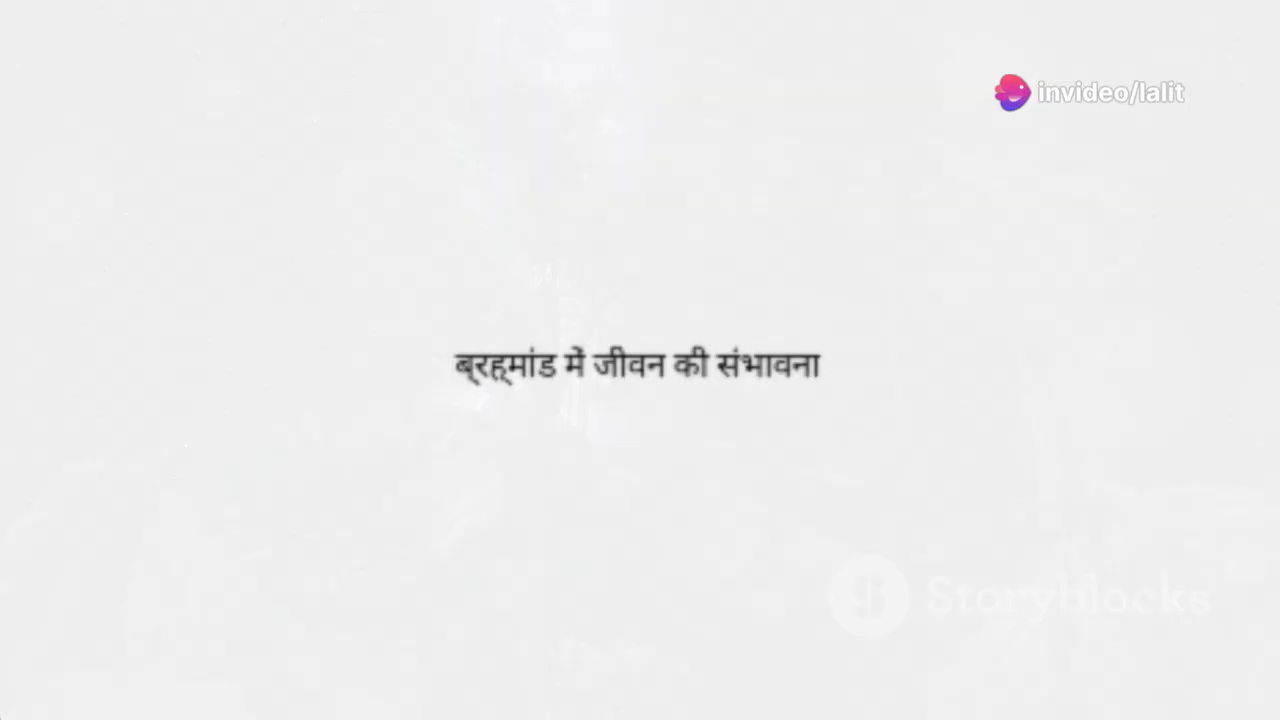 invideo/lalit
ब्रह्मांड में जीवन की संभावना
Storyblocks